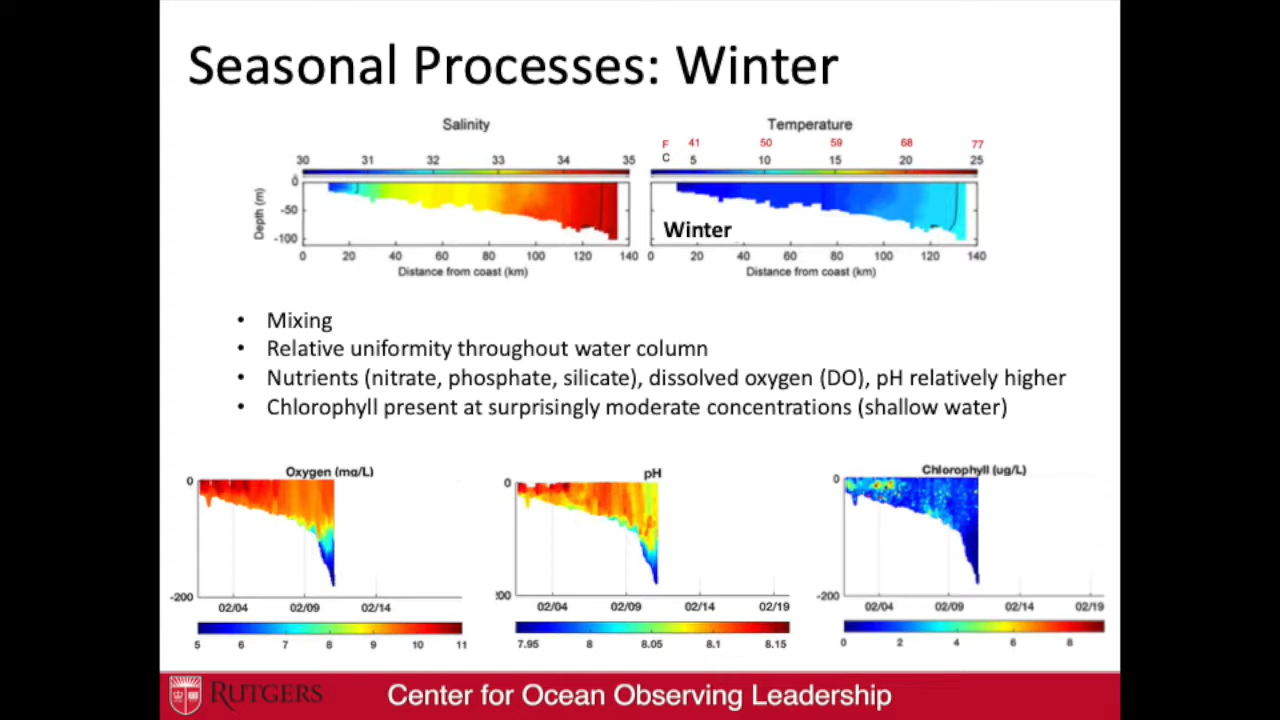 Seasonal Processes: Winter
Salinity
30 31 32 33 34 35
0
-50
-100
Depth (m)
0 20 40 60 80 100 120 140
Distance from coast (km)
Temperature
F 41 50 59 68 77
C 5 10 15 20 25
Winter
0 20 40 60 80 100 120 140
Distance from coast (km)
• Mixing
• Relative uniformity throughout water column
• Nutrients (nitrate, phosphate, silicate), dissolved oxygen (DO), pH relatively higher
• Chlorophyll present at surprisingly moderate concentrations (shallow water)
Oxygen (mg/L)
0
-200
02/04 02/09 02/14
5 6 7 8 9 10 11
pH
0
00
02/04 02/09 02/14 02/19
7.95 8 8.05 8.1 8.15
Chlorophyll (ug/L)
0
-200
02/04 02/09 02/14 02/19
0 2 4 6 8
RUTGERS
Center for Ocean Observing Leadership